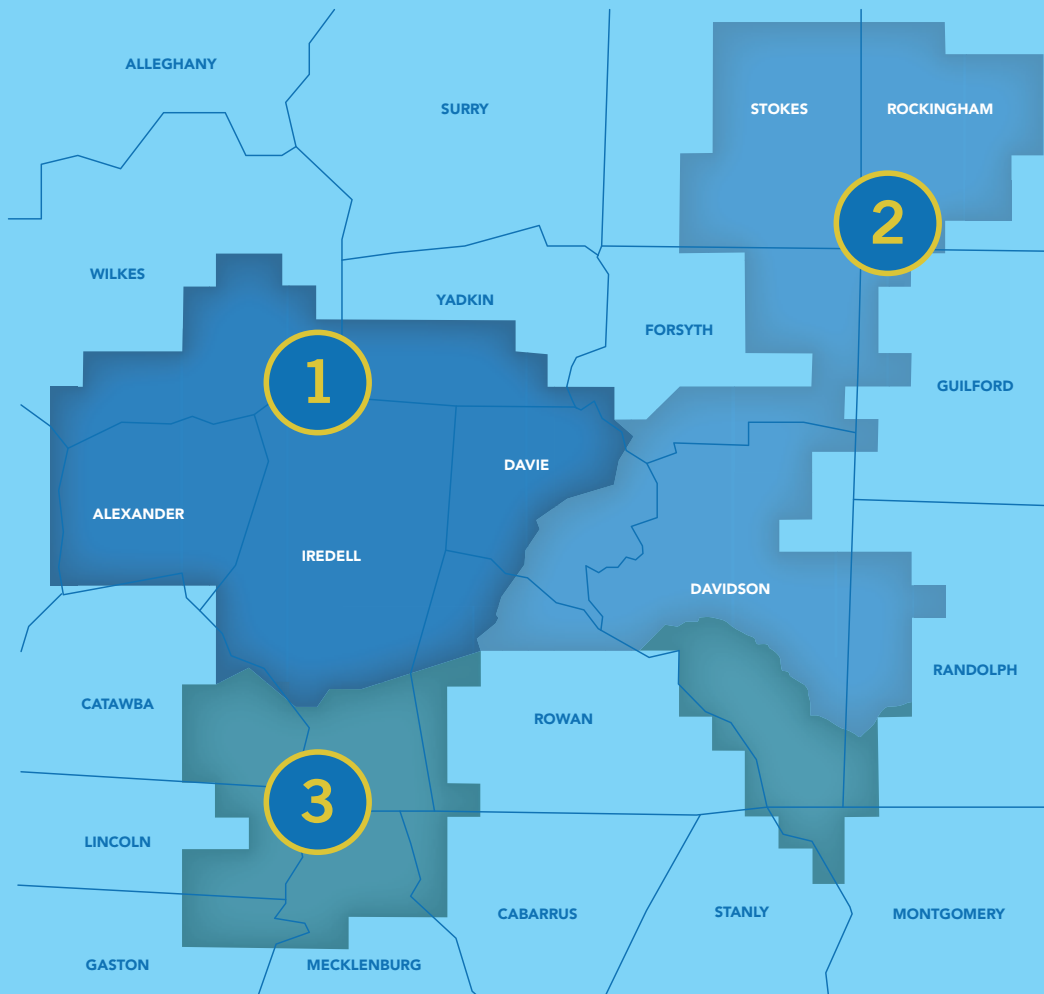 ALLEGHANY
SURRY
STOKES
ROCKINGHAM
2
WILKES
YADKIN
FORSYTH
1
GUILFORD
DAVIE
ALEXANDER
IREDELL
DAVIDSON
RANDOLPH
CATAWBA
ROWAN
3
LINCOLN
CABARRUS
STANLY
MONTGOMERY
GASTON
MECKLENBURG